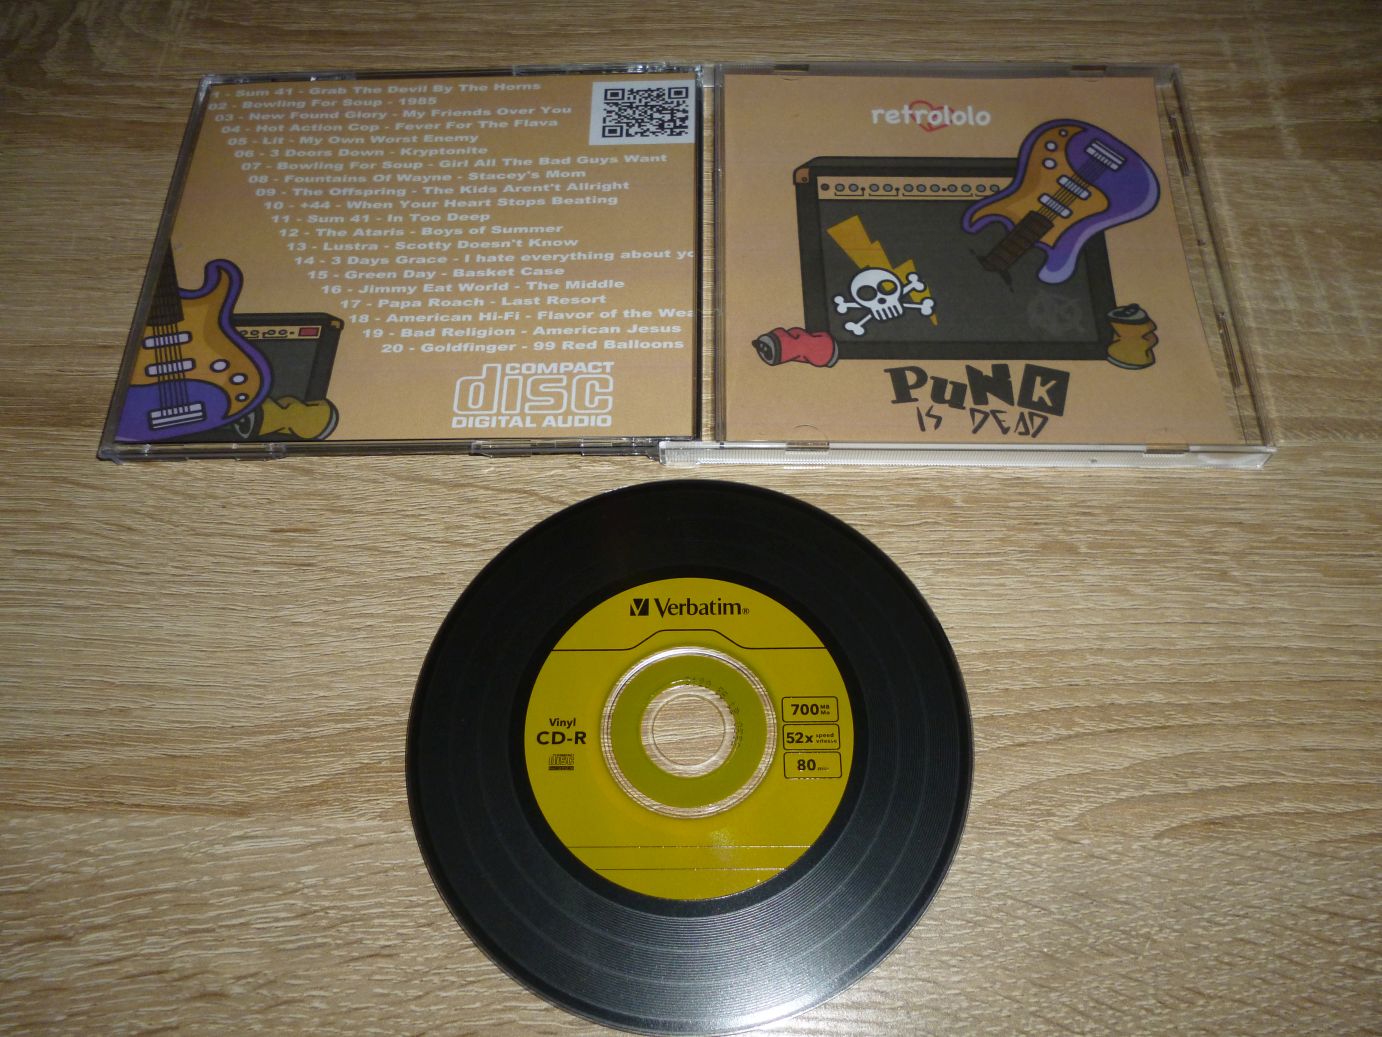 1 - Sum 41 - Grab The Devil By The Horns
02 - Bowling For Soup - 1985
03 - New Found Glory - My Friends Over You
04 - Hot Action Cop - Fever For The Flava
05 - Lit - My Own Worst Enemy
06 - 3 Doors Down - Kryptonite
07 - Bowling For Soup - Girl All The Bad Guys Want
08 - Fountains Of Wayne - Stacey's Mom
09 - The Offspring - The Kids Arent't Allright
10 - +44 - When Your Heart Stops Beating
11 - Sum 41 - In Too Deep
12 - The Ataris - Boys of Summer
13 - Lustra - Scotty Doesn't Know
14 - 3 Days Grace - I hate everything about yo
15 - Green Day - Basket Case
16 - Jimmy Eat World - The Middle
17 - Papa Roach - Last Resort
18 - American Hi-Fi - Flavor of the Wea
19 - Bad Religion - American Jesus
20 - Goldfinger - 99 Red Balloons
COMPACT
disc
DIGITAL AUDIO
retrololo
PuNK
IS DEAD
Verbatim®
Vinyl
CD-R
disc
700 MB Mo
52x speed vitesse
80